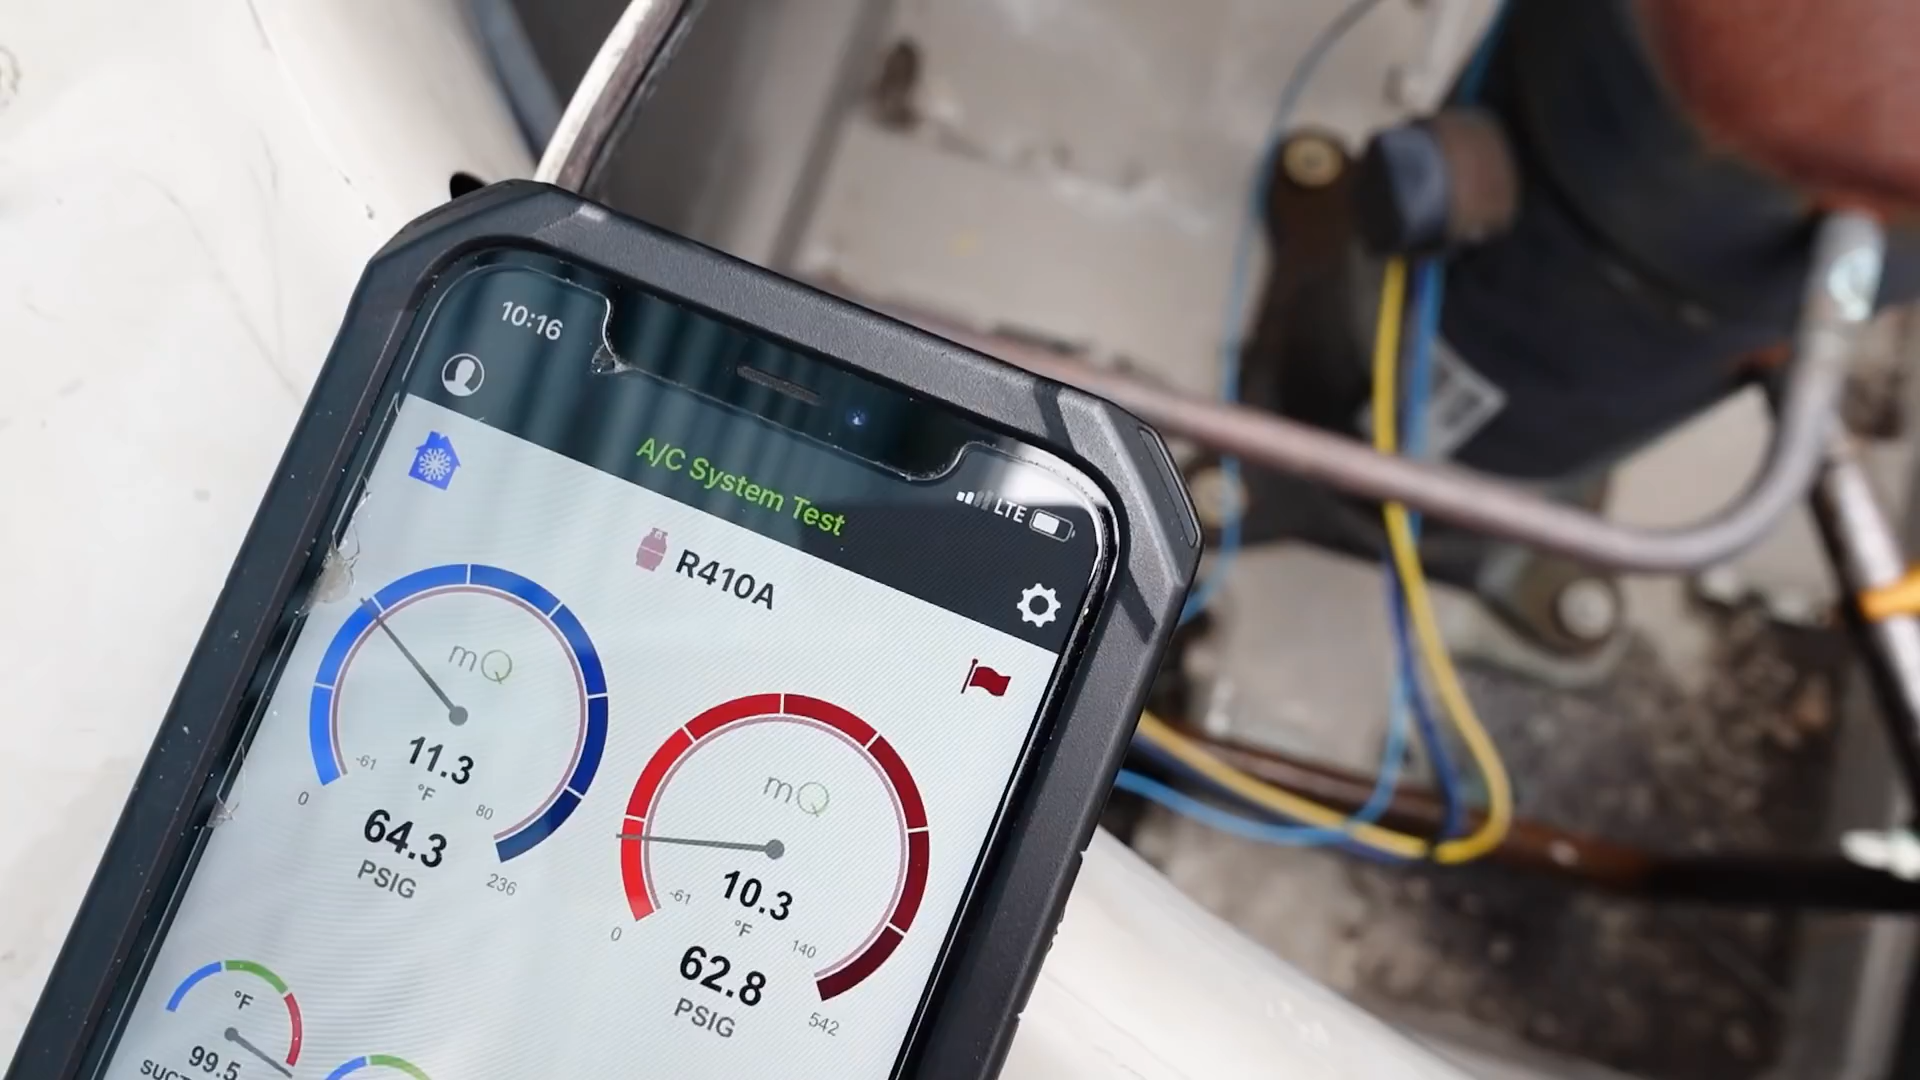 10:16
A/C System Test
LTE
R410A
mQ
11.3
°F
-61
80
0
64.3
PSIG
236
mQ
10.3
°F
-61
140
0
62.8
PSIG
542
°F
99.5